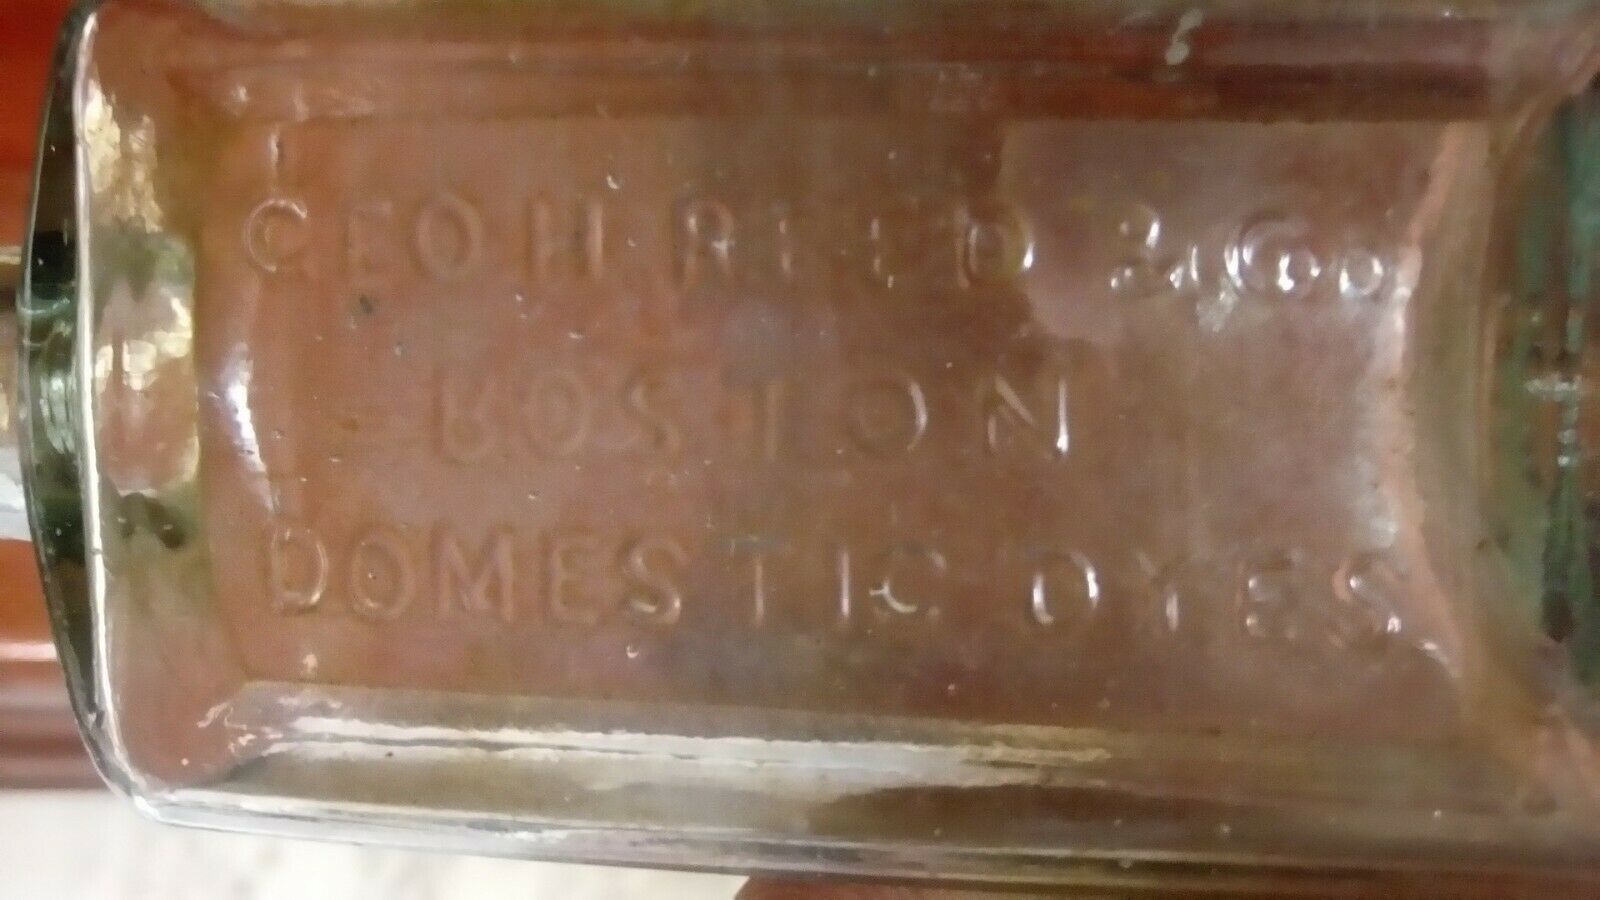 GEO H REED & Co
BOSTON
DOMESTIC DYES